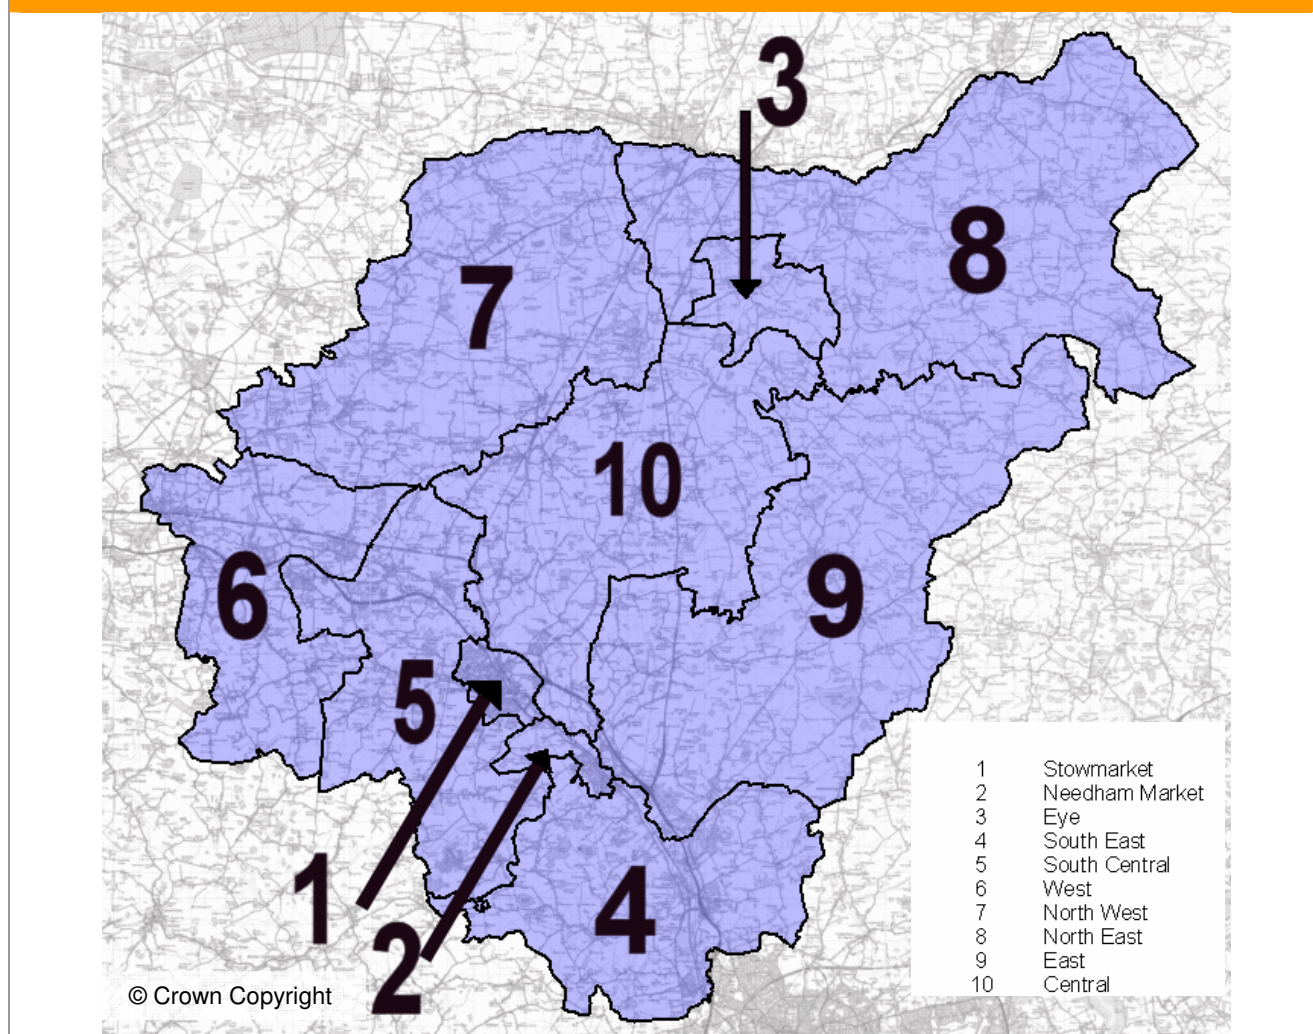 3
8
7
10
6
9
5
1
4
2
1 Stowmarket
2 Needham Market
3 Eye
4 South East
5 South Central
6 West
7 North West
8 North East
9 East
10 Central
© Crown Copyright